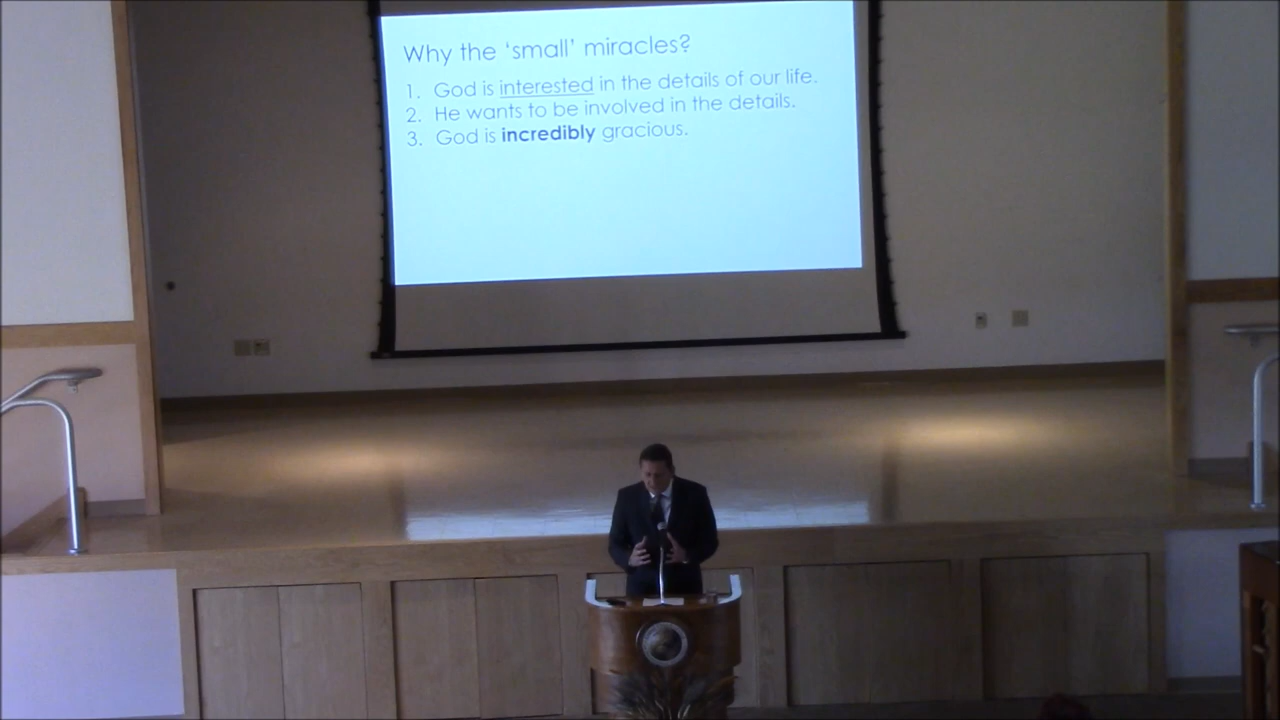 Why the ‘small’ miracles?
1. God is interested in the details of our life.
2. He wants to be involved in the details.
3. God is incredibly gracious.